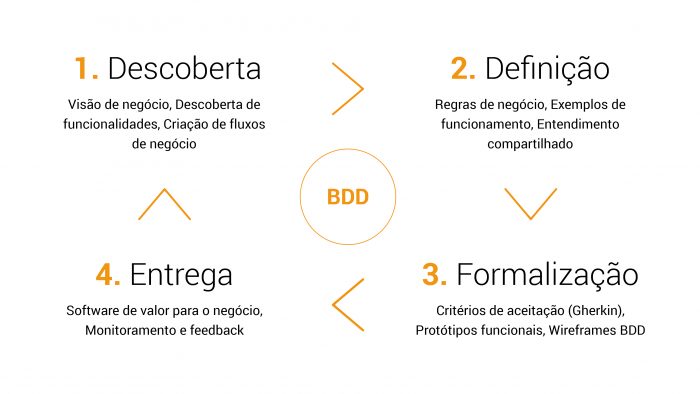 1. Descoberta
Visão de negócio, Descoberta de
funcionalidades, Criação de fluxos
de negócio
2. Definição
Regras de negócio, Exemplos de
funcionamento, Entendimento
compartilhado
BDD
4. Entrega
Software de valor para o negócio,
Monitoramento e feedback
3. Formalização
Critérios de aceitação (Gherkin),
Protótipos funcionais, Wireframes BDD